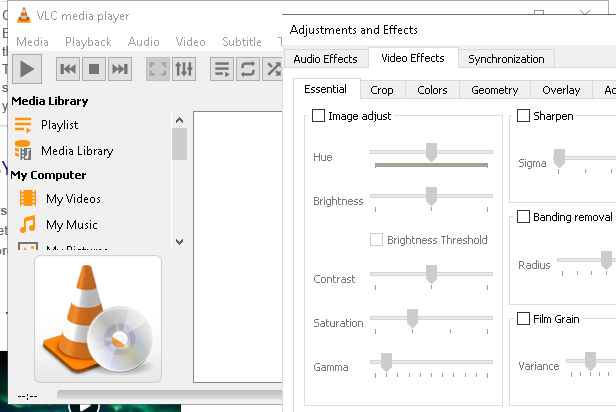 VLC media player
Media Playback Audio Video Subtitle
Media Library
Playlist
Media Library
My Computer
My Videos
My Music
My Pictures
--:--
Adjustments and Effects
Audio Effects Video Effects Synchronization
Essential Crop Colors Geometry Overlay
Image adjust
Hue
Brightness
Brightness Threshold
Contrast
Saturation
Gamma
Sharpen
Sigma
Banding removal
Radius
Film Grain
Variance